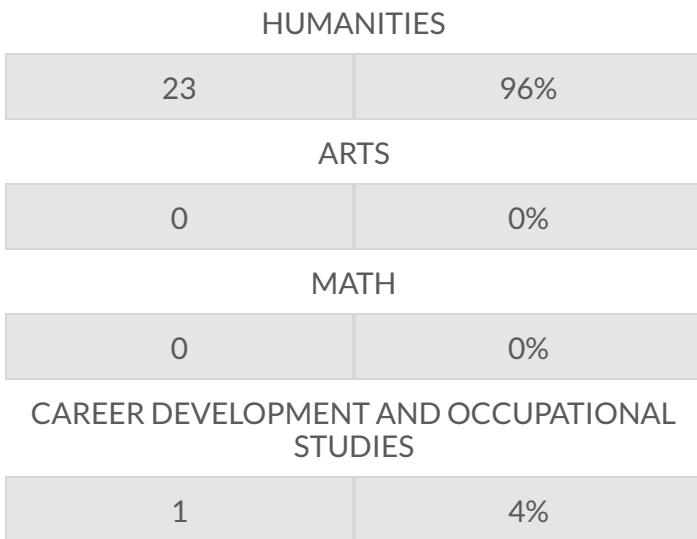 HUMANITIES
23 96%
ARTS
0 0%
MATH
0 0%
CAREER DEVELOPMENT AND OCCUPATIONAL
STUDIES
1 4%